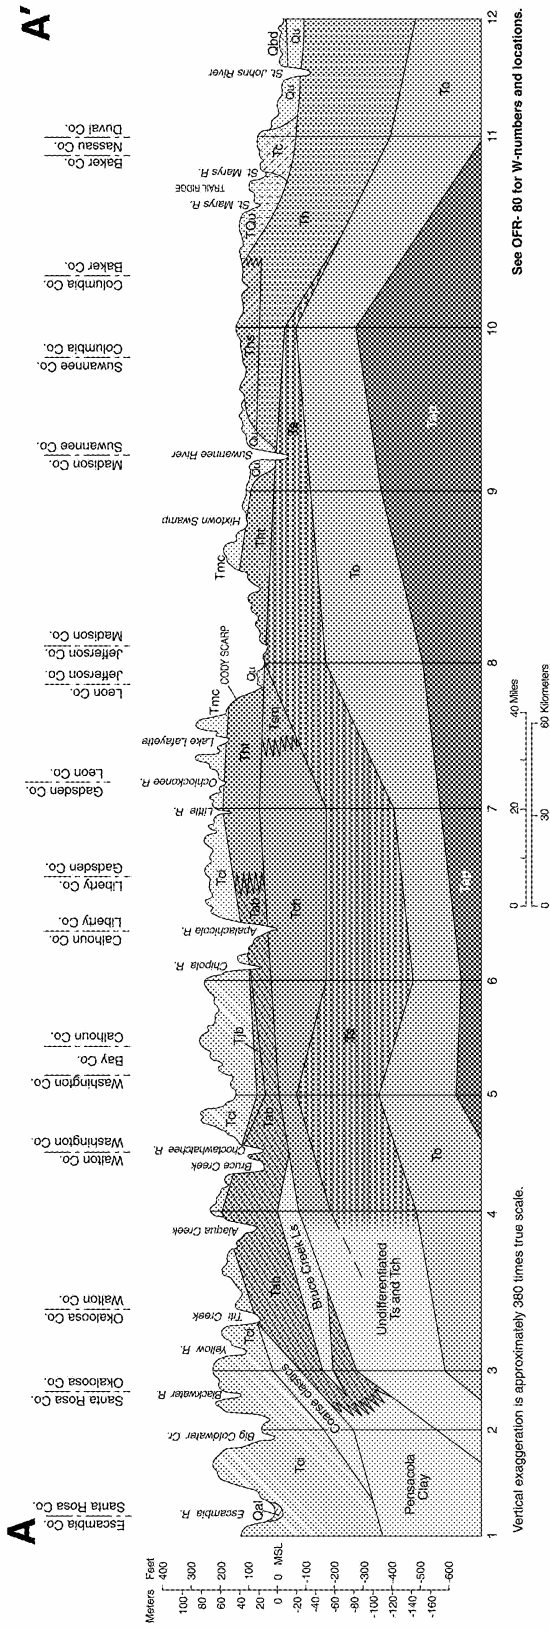 A
A'
Escambia Co.
Santa Rosa Co.
Santa Rosa Co.
Okaloosa Co.
Okaloosa Co.
Walton Co.
Walton Co.
Washington Co.
Washington Co.
Bay Co.
Calhoun Co.
Calhoun Co.
Liberty Co.
Liberty Co.
Gadsden Co.
Gadsden Co.
Leon Co.
Leon Co.
Jefferson Co.
Jefferson Co.
Madison Co.
Madison Co.
Suwannee Co.
Suwannee Co.
Columbia Co.
Columbia Co.
Baker Co.
Baker Co.
Nassau Co.
Duval Co.
Escambia R.
Big Coldwater Cr.
Blackwater R.
Yellow R.
Titi Creek
Alaqua Creek
Bruce Creek
Choctawhatchee R.
Chipola R.
Apalachicola R.
Little R.
Ochlockonee R.
Lake Lafayette
CODY SCARP
Hixtown Swamp
Suwannee River
St. Marys R.
TRAIL RIDGE
St. Marys R.
St. Johns River
Meters
Feet
100
80
60
40
20
0
-20
-40
-60
-80
-100
-120
-140
-160
400
300
200
100
0 MSL
-100
-200
-300
-400
-500
-600
Qal
Tci
Tci
Coarse clastics
Pensacola
Clay
Tab
Bruce Creek Ls
Undifferentiated
Ts and Tch
Tci
Tab
Tjb
Ts
To
Tci
Tab
Tch
Tht
Tmc
Tsm
Qu
Tmc
Tht
To
Qu
Qu
Ts
Ths
TQu
Th
Tc
Qu
Qbd
Qu
To
1
2
3
4
5
6
7
8
9
10
11
12
0
20
40 Miles
0
30
60 Kilometers
Vertical exaggeration is approximately 380 times true scale.
See OFR- 80 for W-numbers and locations.